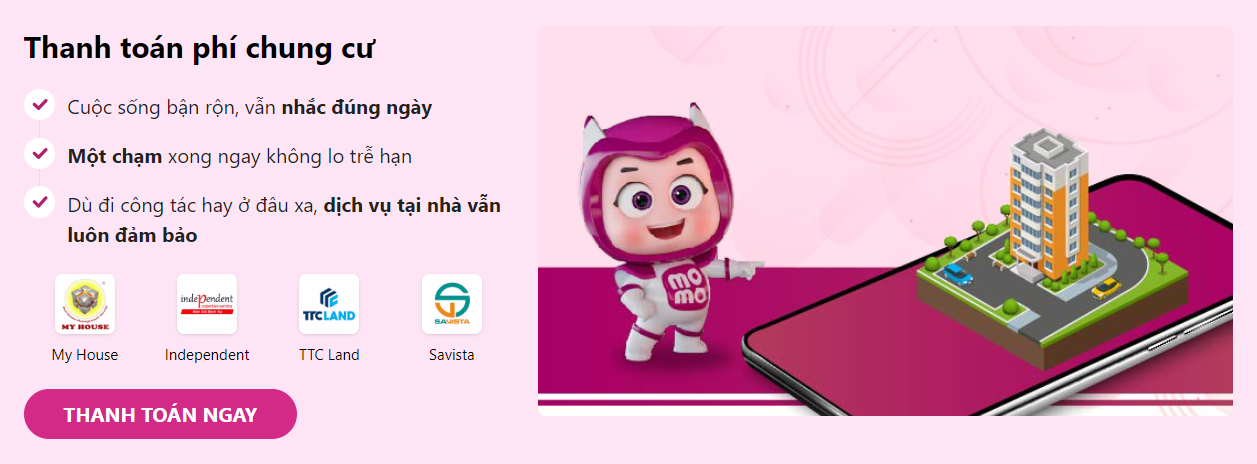 Thanh toán phí chung cư
Cuộc sống bận rộn, vẫn nhắc đúng ngày
Một chạm xong ngay không lo trễ hạn
Dù đi công tác hay ở đâu xa, dịch vụ tại nhà vẫn
luôn đảm bảo
MY HOUSE
independent
TTC LAND
SAVISTA
My House
Independent
TTC Land
Savista
THANH TOÁN NGAY
mo
mo